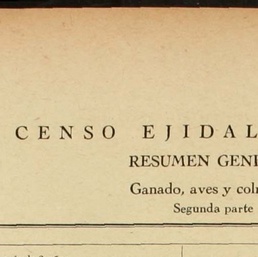 CENSO EJIDAL
RESUMEN GENE
Ganado, aves y col
Segunda parte